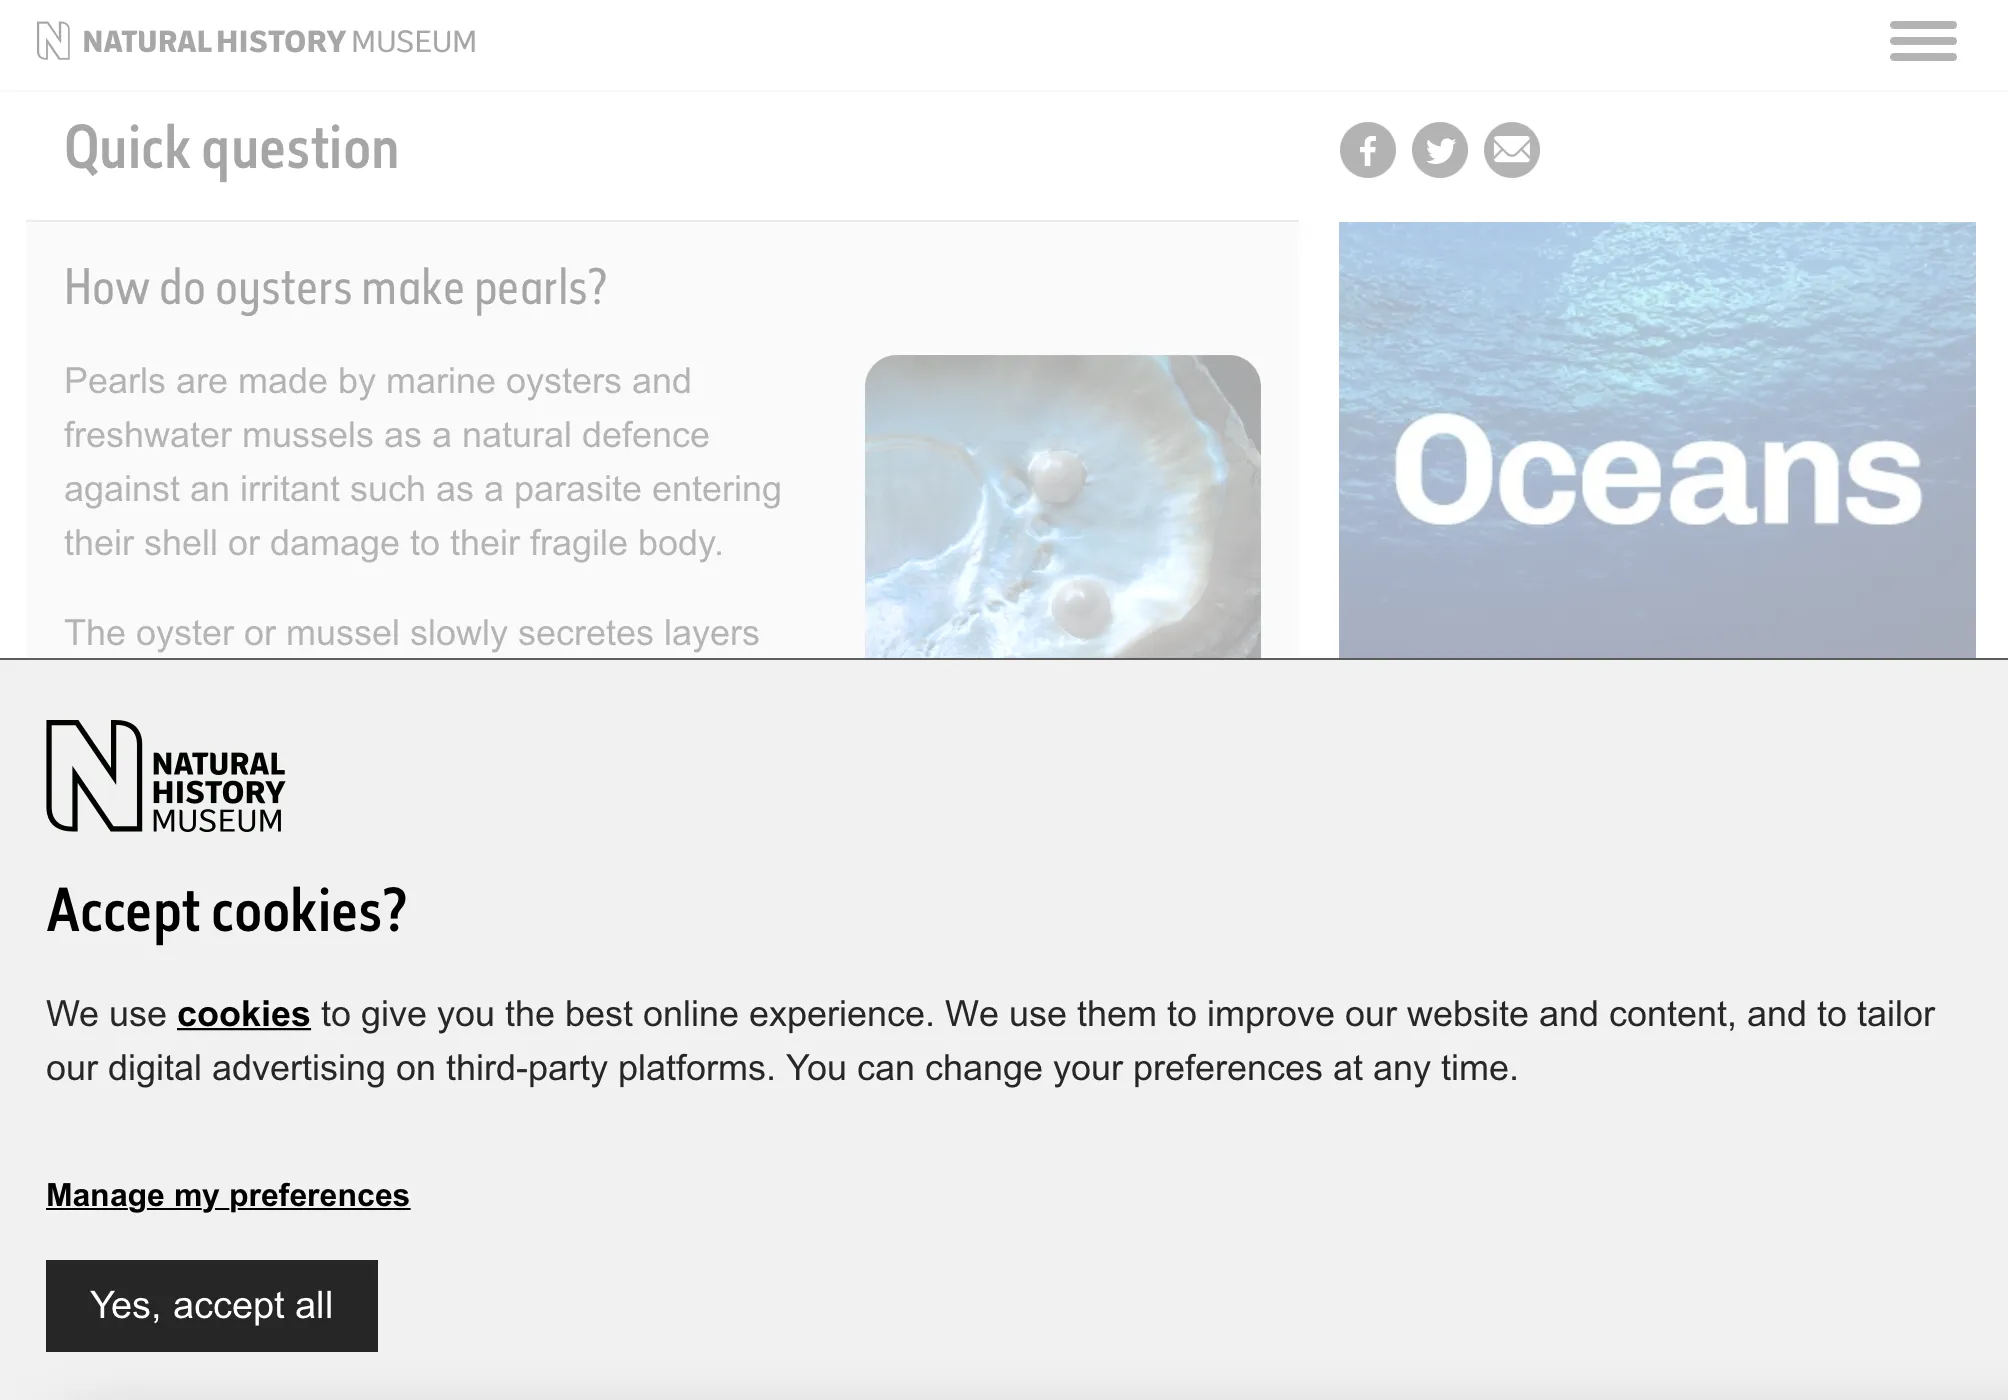 NATURAL HISTORY MUSEUM
Quick question
How do oysters make pearls?
Pearls are made by marine oysters and
freshwater mussels as a natural defence
against an irritant such as a parasite entering
their shell or damage to their fragile body.
The oyster or mussel slowly secretes layers
Oceans
NATURAL
HISTORY
MUSEUM
Accept cookies?
We use cookies to give you the best online experience. We use them to improve our website and content, and to tailor
our digital advertising on third-party platforms. You can change your preferences at any time.
Manage my preferences
Yes, accept all